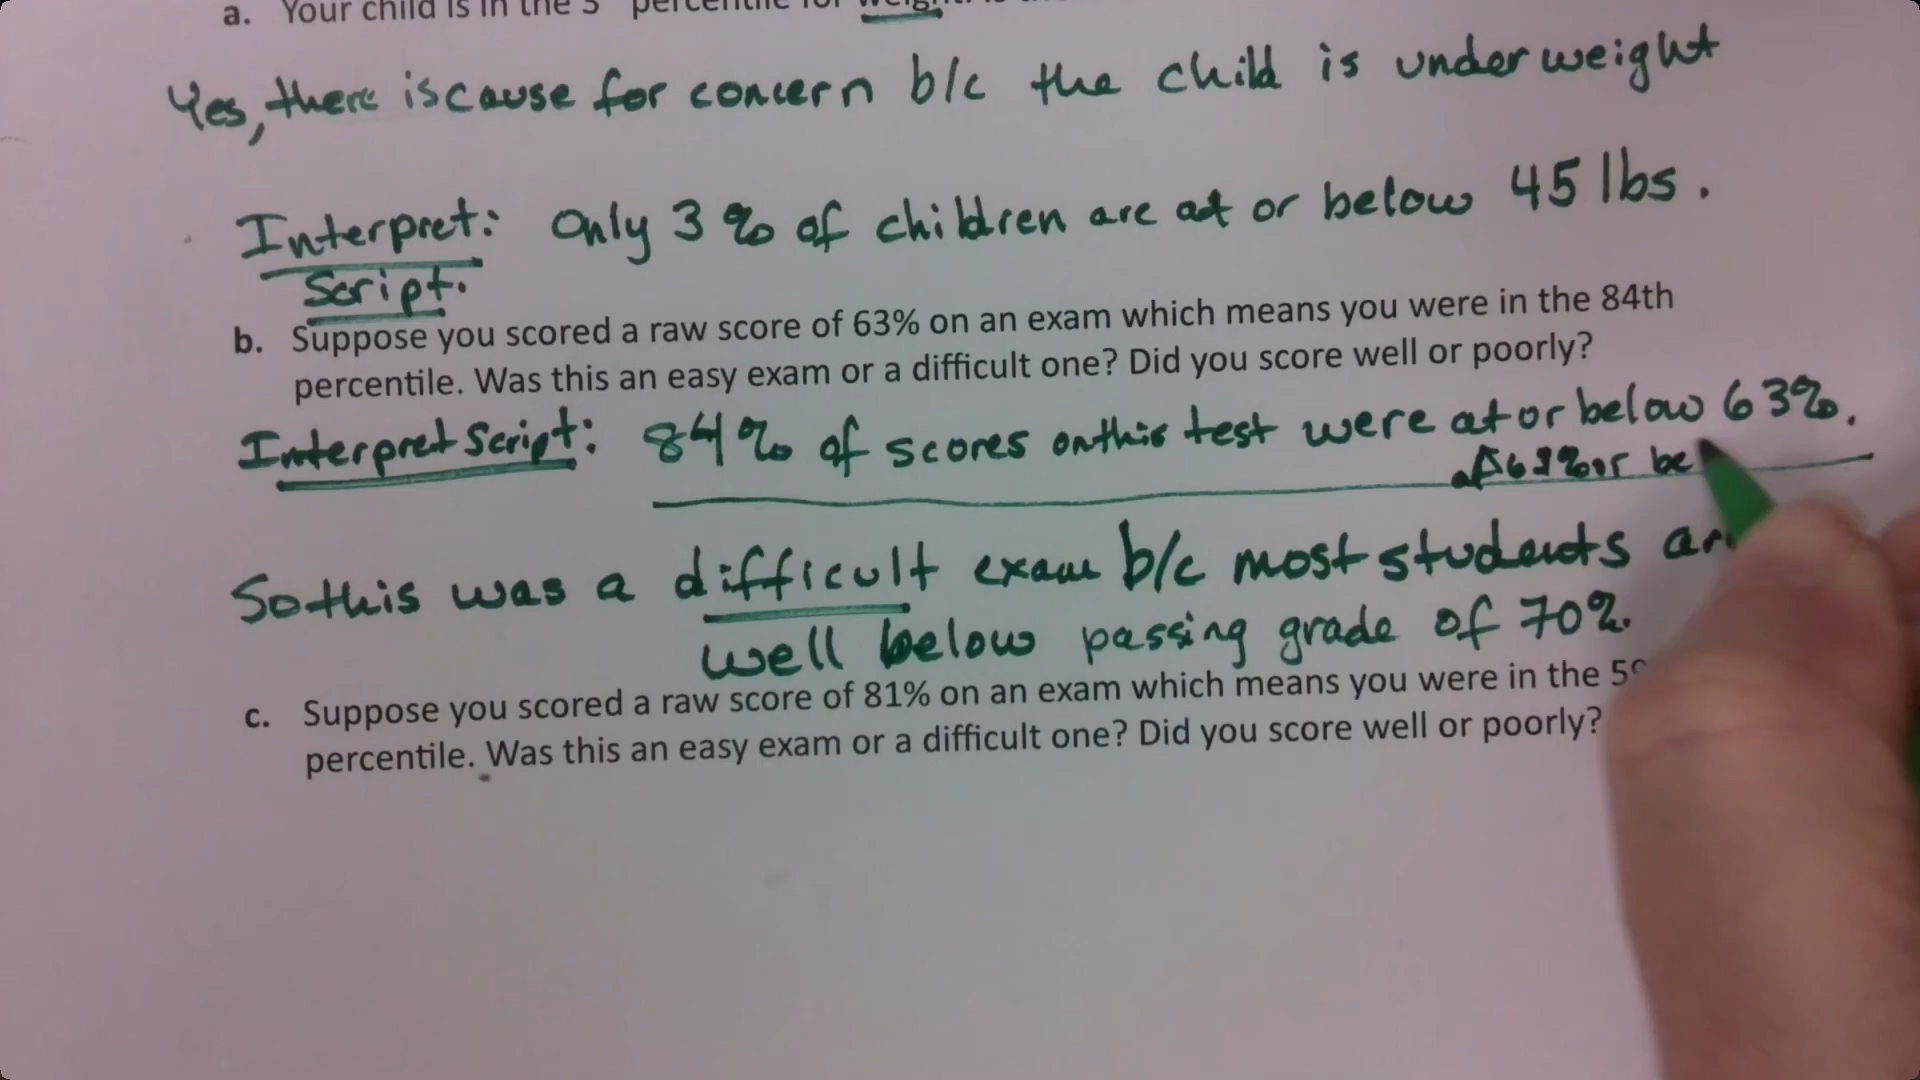 a. Your child is in the 3 percentile for weight.
Yes, there is cause for concern b/c the child is underweight
Interpret: Only 3% of children are at or below 45 lbs.
Script.
b. Suppose you scored a raw score of 63% on an exam which means you were in the 84th
percentile. Was this an easy exam or a difficult one? Did you score well or poorly?
Interpret Script: 84% of scores on this test were at or below 63%.
or be
So this was a difficult exam b/c most students
well below passing grade of 70%.
c. Suppose you scored a raw score of 81% on an exam which means you were in the
percentile. Was this an easy exam or a difficult one? Did you score well or poorly?